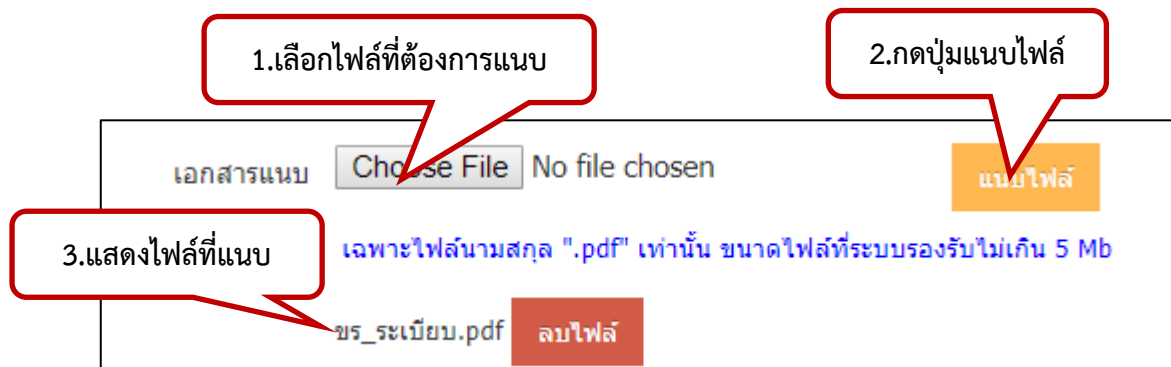 1.เลือกไฟล์ที่ต้องการแนบ
2.กดปุ่มแนบไฟล์
เอกสารแนบ Choose File No file chosen แนบไฟล์
3.แสดงไฟล์ที่แนบ
เฉพาะไฟล์นามสกุล ".pdf" เท่านั้น ขนาดไฟล์ที่ระบบรองรับไม่เกิน 5 Mb
ขร_ระเบียบ.pdf ลบไฟล์